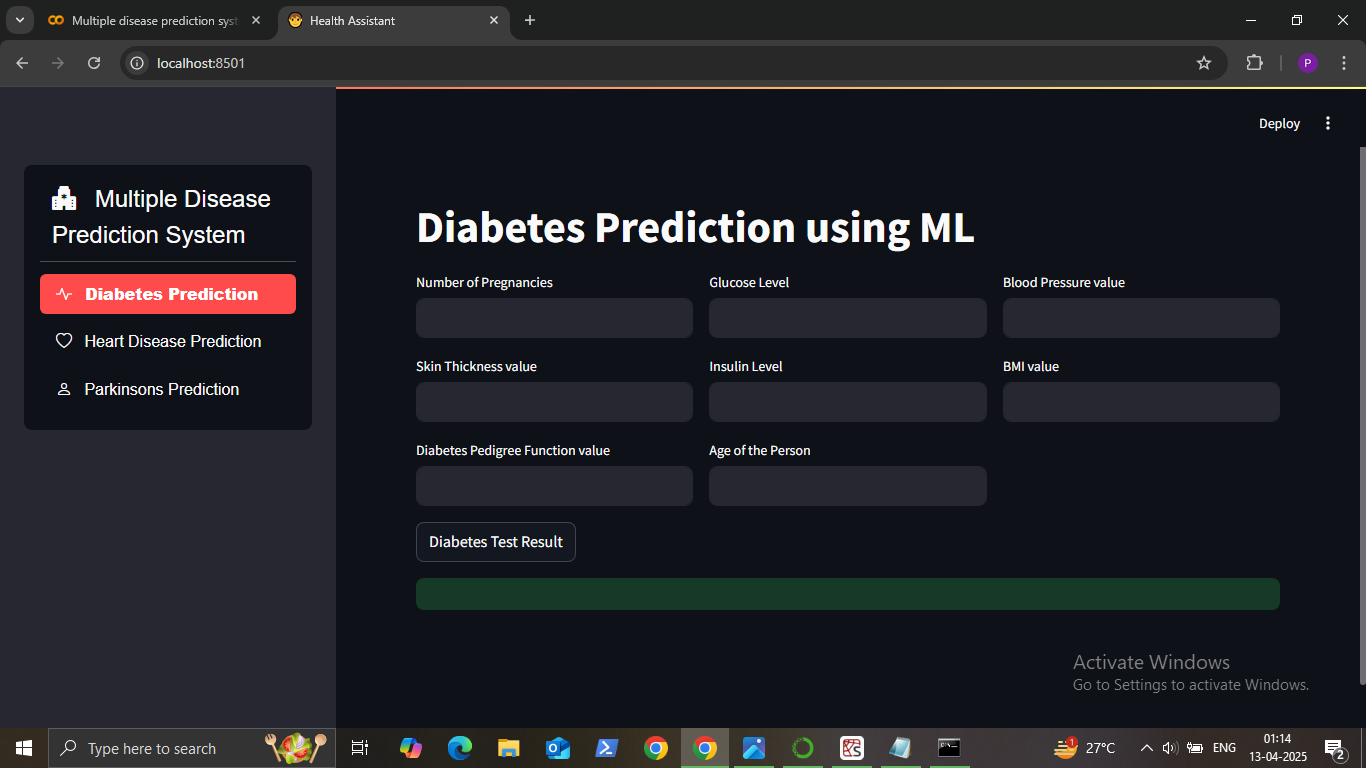 Multiple disease prediction syst
Health Assistant
localhost:8501
P
Deploy
Multiple Disease
Prediction System
Diabetes Prediction
Heart Disease Prediction
Parkinsons Prediction
Diabetes Prediction using ML
Number of Pregnancies
Glucose Level
Blood Pressure value
Skin Thickness value
Insulin Level
BMI value
Diabetes Pedigree Function value
Age of the Person
Diabetes Test Result
Activate Windows
Go to Settings to activate Windows.
Type here to search
1
27°C
ENG
01:14
13-04-2025
2